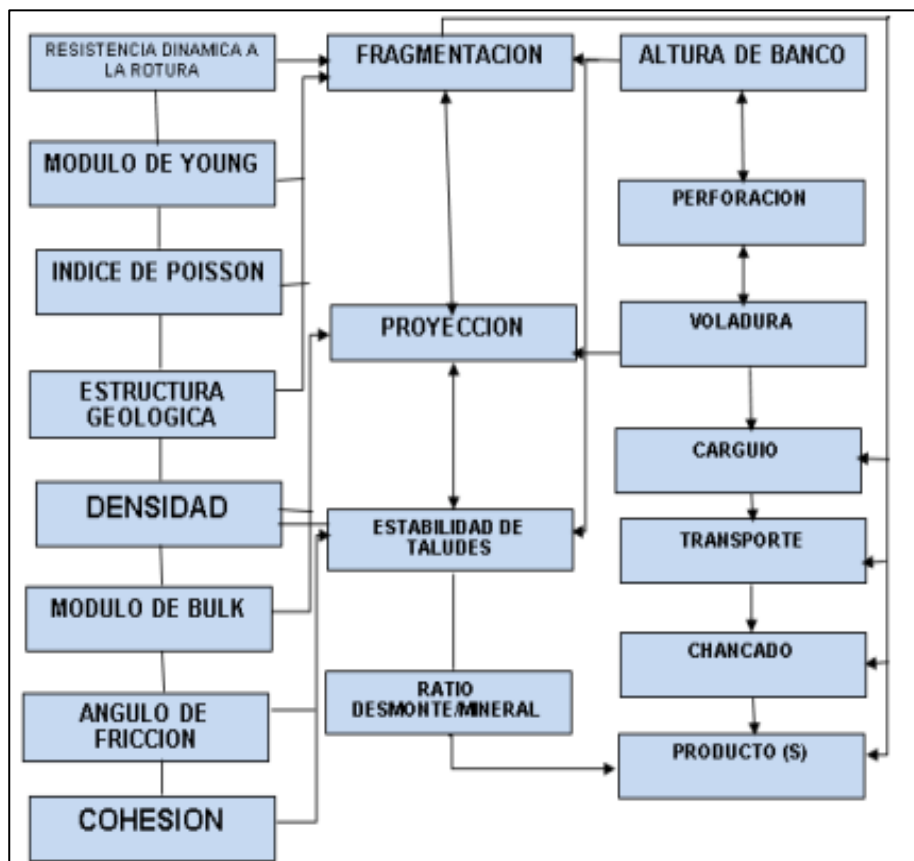 RESISTENCIA DINAMICA A
LA ROTURA
MODULO DE YOUNG
INDICE DE POISSON
ESTRUCTURA
GEOLOGICA
DENSIDAD
MODULO DE BULK
ANGULO DE
FRICCION
COHESION
FRAGMENTACION
PROYECCION
ESTABILIDAD DE
TALUDES
RATIO
DESMONTE/MINERAL
ALTURA DE BANCO
PERFORACION
VOLADURA
CARGUIO
TRANSPORTE
CHANCADO
PRODUCTO (S)